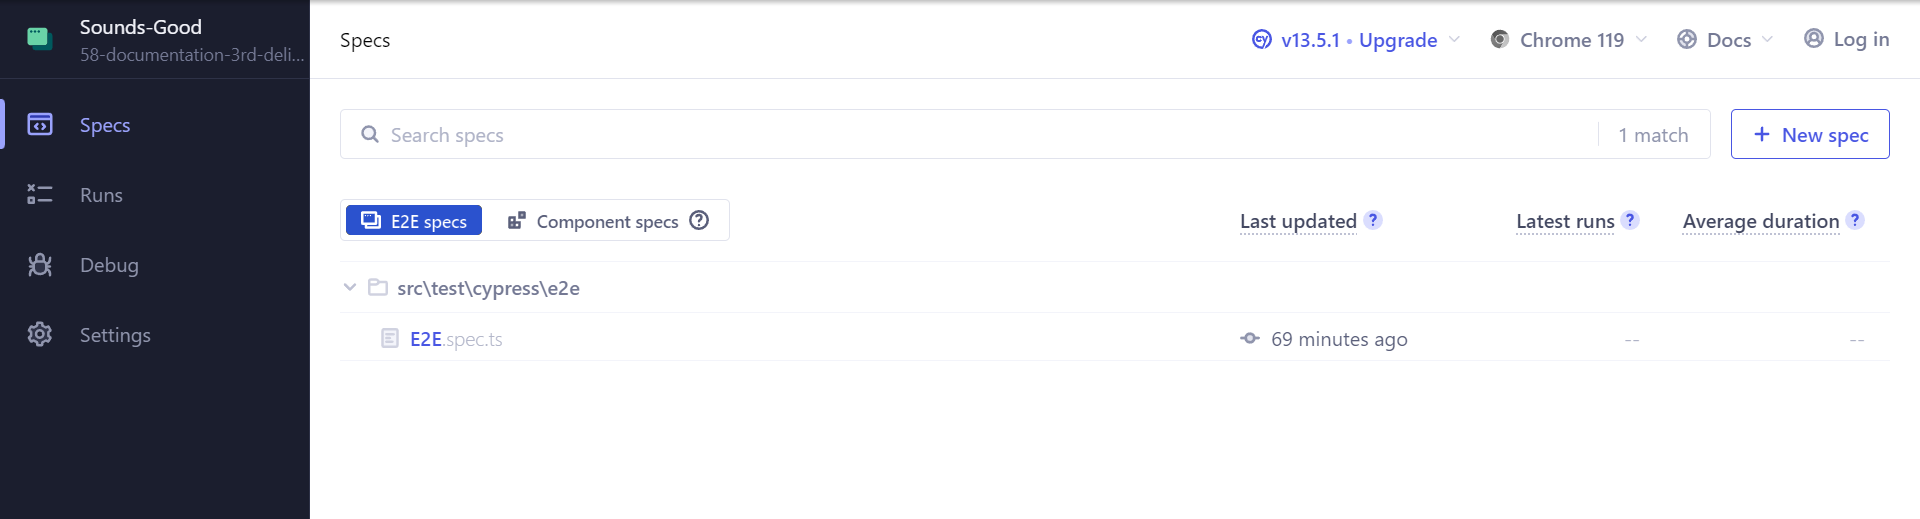 Sounds-Good
58-documentation-3rd-deli...
Specs
Runs
Debug
Settings
Specs
v13.5.1 • Upgrade
Chrome 119
Docs
Log in
Search specs
1 match
+ New spec
E2E specs
Component specs ?
Last updated ?
Latest runs ?
Average duration ?
src\test\cypress\e2e
E2E.spec.ts
69 minutes ago
--
--